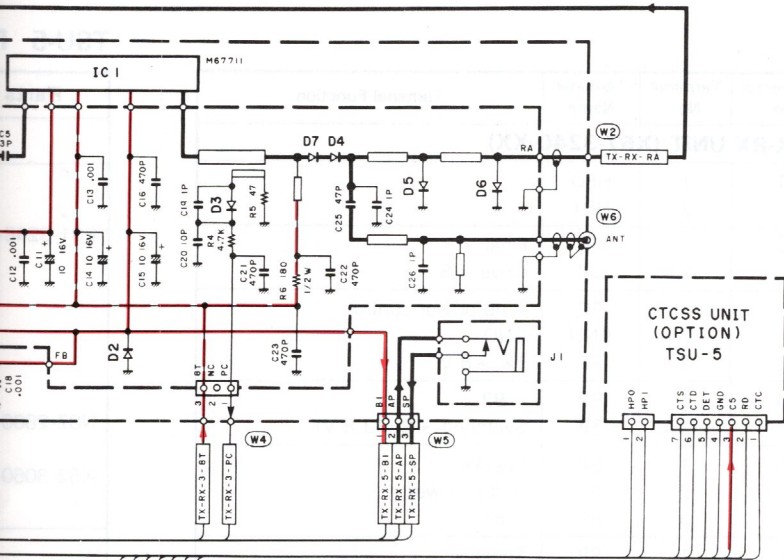 IC 1
M67711
C5
3P
C13 .001
C16 470P
C19 1P
D3
R5 47
D7 D4
C25 47P
C24 1P
D5
D6
RA
W2
TX-RX-RA
W6
ANT
C12 .001
C11
10 16V
C14 10 16V
C15 10 16V
C20 10P
R4
4.7K
C21
470P
R6 180
1/2W
C22
470P
C26 1P
CTCSS UNIT
(OPTION)
TSU-5
FB
D2
C23
470P
J1
C18
.001
8T
NC
PC
3
2
1
W4
B1
AP
SP
1
2
3
W5
TX-RX-3-8T
TX-RX-3-PC
TX-RX-5-B1
TX-RX-5-AP
TX-RX-5-SP
HPO
HPI
1
2
CTS
CTD
DET
GND
C5
RD
CTC
7
6
5
4
3
2
1